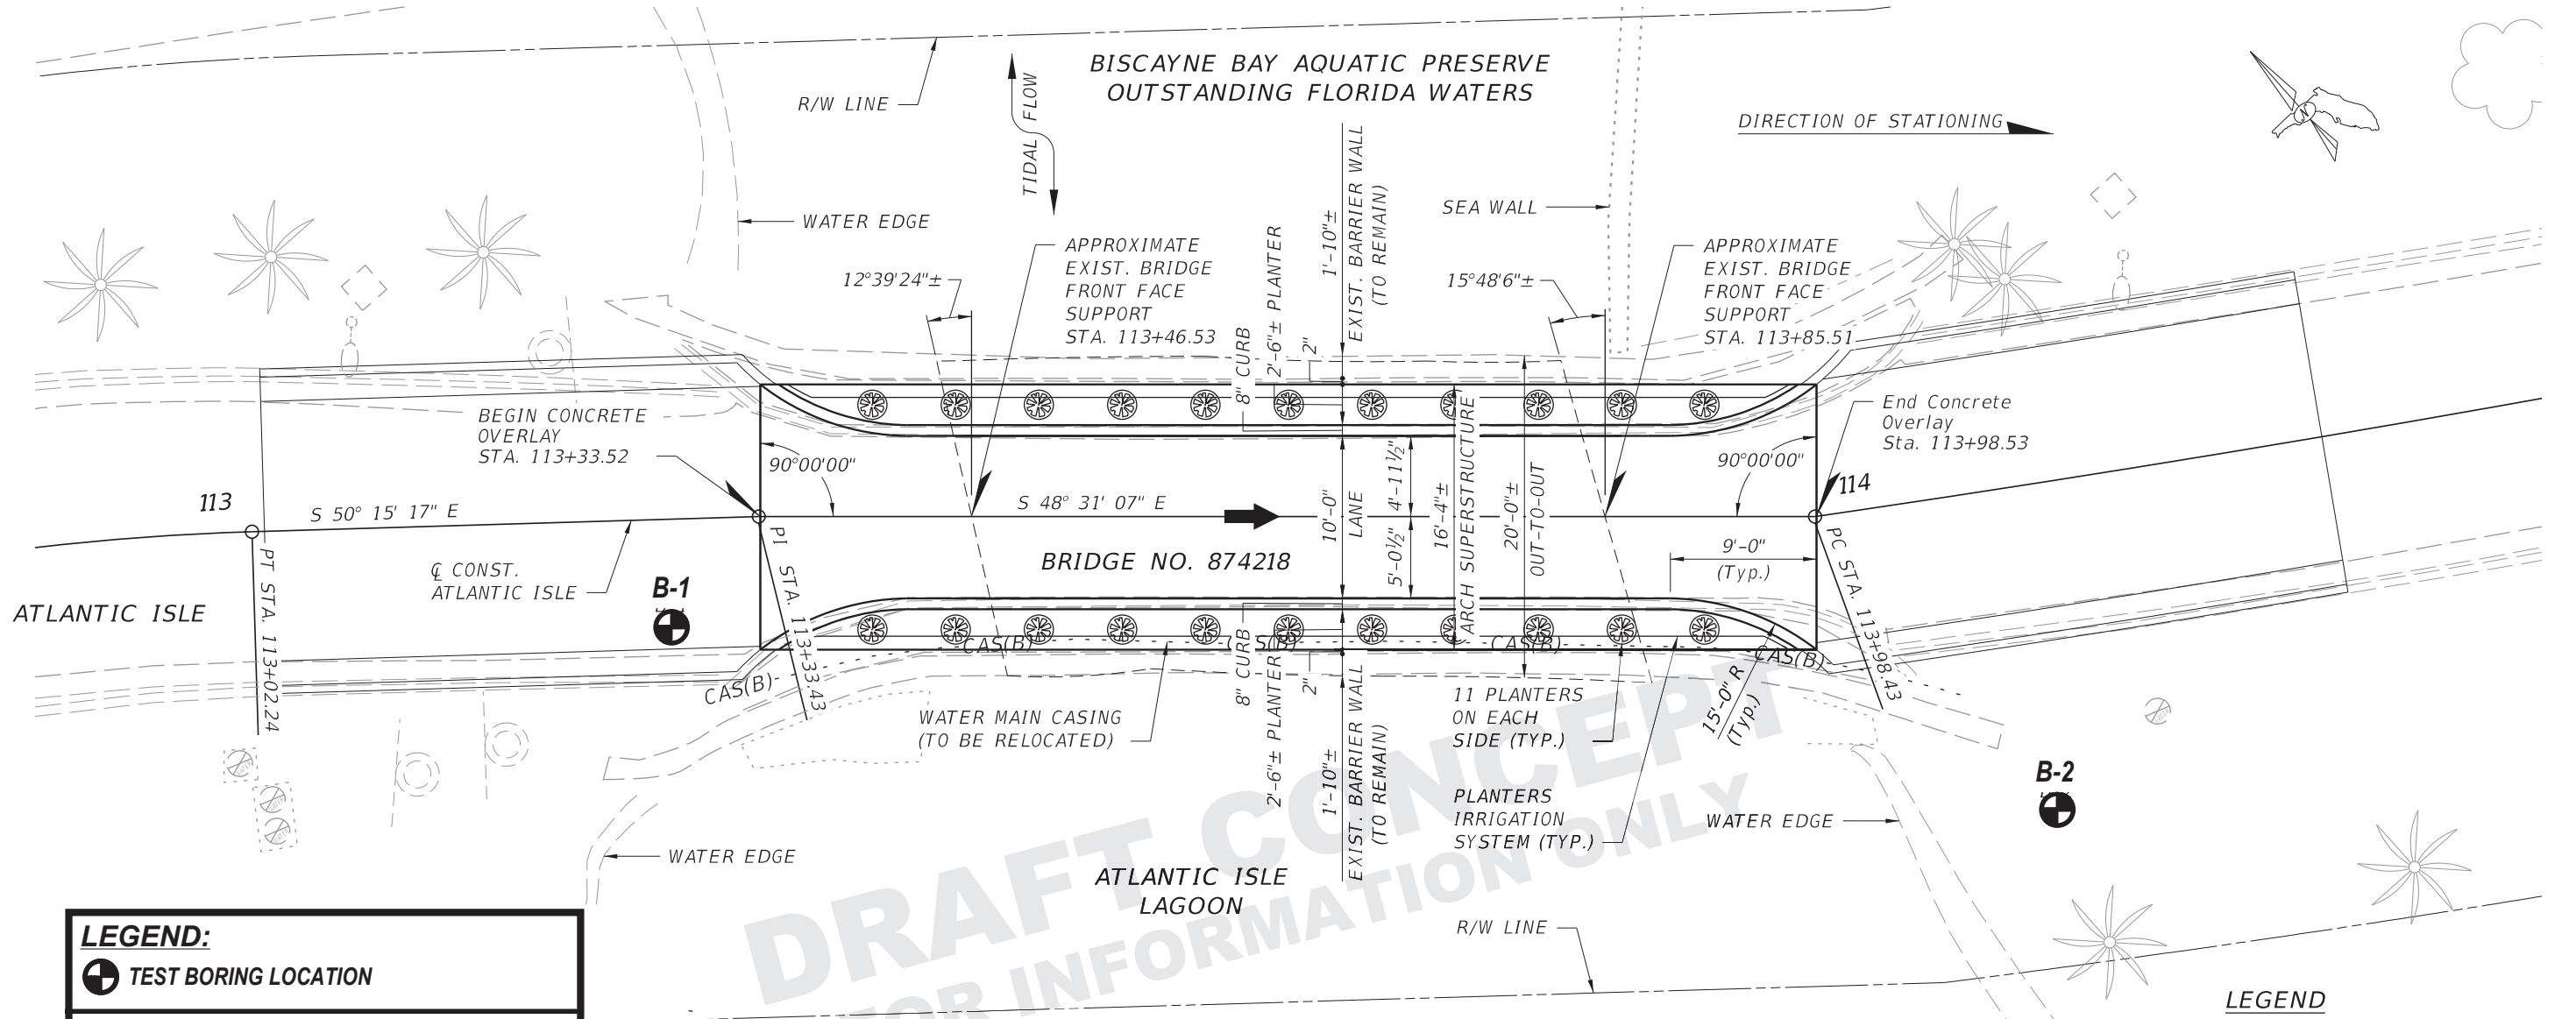 BISCAYNE BAY AQUATIC PRESERVE
OUTSTANDING FLORIDA WATERS
R/W LINE
TIDAL FLOW
DIRECTION OF STATIONING
N
WATER EDGE
SEA WALL
12°39'24"±
APPROXIMATE
EXIST. BRIDGE
FRONT FACE
SUPPORT
STA. 113+46.53
8" CURB
2'-6"± PLANTER
2"
1'-10"±
EXIST. BARRIER WALL
(TO REMAIN)
15°48'6"±
APPROXIMATE
EXIST. BRIDGE
FRONT FACE
SUPPORT
STA. 113+85.51
BEGIN CONCRETE
OVERLAY
STA. 113+33.52
End Concrete
Overlay
Sta. 113+98.53
90°00'00"
90°00'00"
113
S 50° 15' 17" E
S 48° 31' 07" E
114
10'-0"
LANE
4'-11½"
5'-0½"
16'-4"±
ARCH SUPERSTRUCTURE
20'-0"±
OUT-TO-OUT
9'-0"
(Typ.)
BRIDGE NO. 874218
℄ CONST.
ATLANTIC ISLE
B-1
ATLANTIC ISLE
PT STA. 113+02.24
PI STA. 113+33.43
PC STA. 113+98.43
CAS(B)
CAS(B)
CAS(B)
CAS(B)
CAS(B)
WATER MAIN CASING
(TO BE RELOCATED)
8" CURB
2'-6"± PLANTER
2"
1'-10"±
EXIST. BARRIER WALL
(TO REMAIN)
11 PLANTERS
ON EACH
SIDE (TYP.)
15'-0" R
(Typ.)
PLANTERS
IRRIGATION
SYSTEM (TYP.)
WATER EDGE
B-2
WATER EDGE
ATLANTIC ISLE
LAGOON
R/W LINE
DRAFT CONCEPT
FOR INFORMATION ONLY
LEGEND:
TEST BORING LOCATION
LEGEND